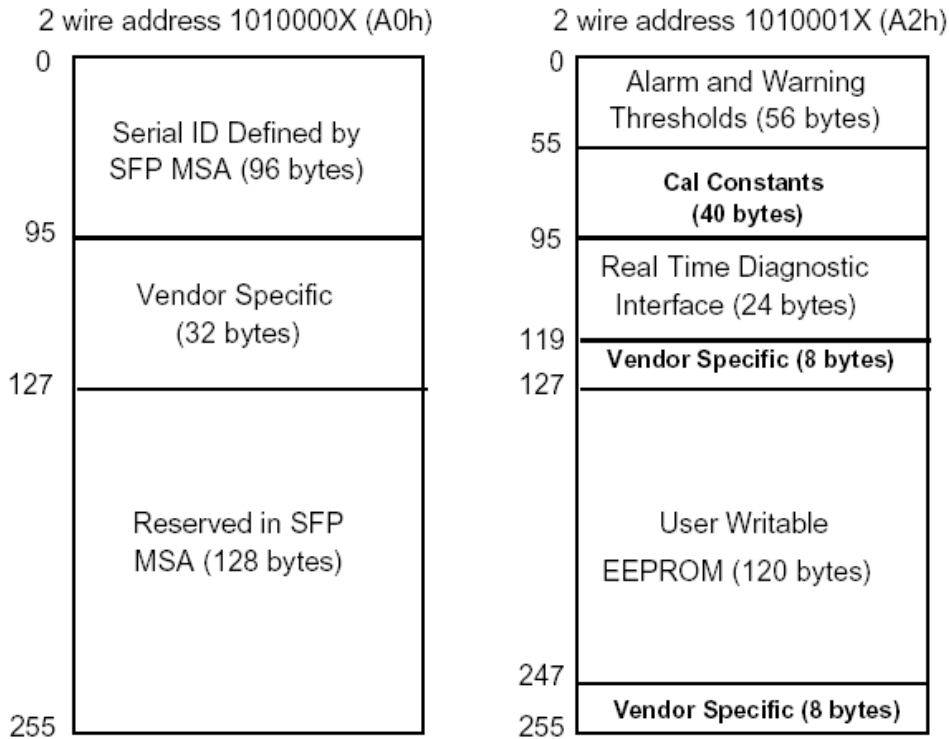 2 wire address 1010000X (A0h)
0
Serial ID Defined by
SFP MSA (96 bytes)
95
Vendor Specific
(32 bytes)
127
Reserved in SFP
MSA (128 bytes)
255
2 wire address 1010001X (A2h)
0
Alarm and Warning
Thresholds (56 bytes)
55
Cal Constants
(40 bytes)
95
Real Time Diagnostic
Interface (24 bytes)
119
Vendor Specific (8 bytes)
127
User Writable
EEPROM (120 bytes)
247
Vendor Specific (8 bytes)
255